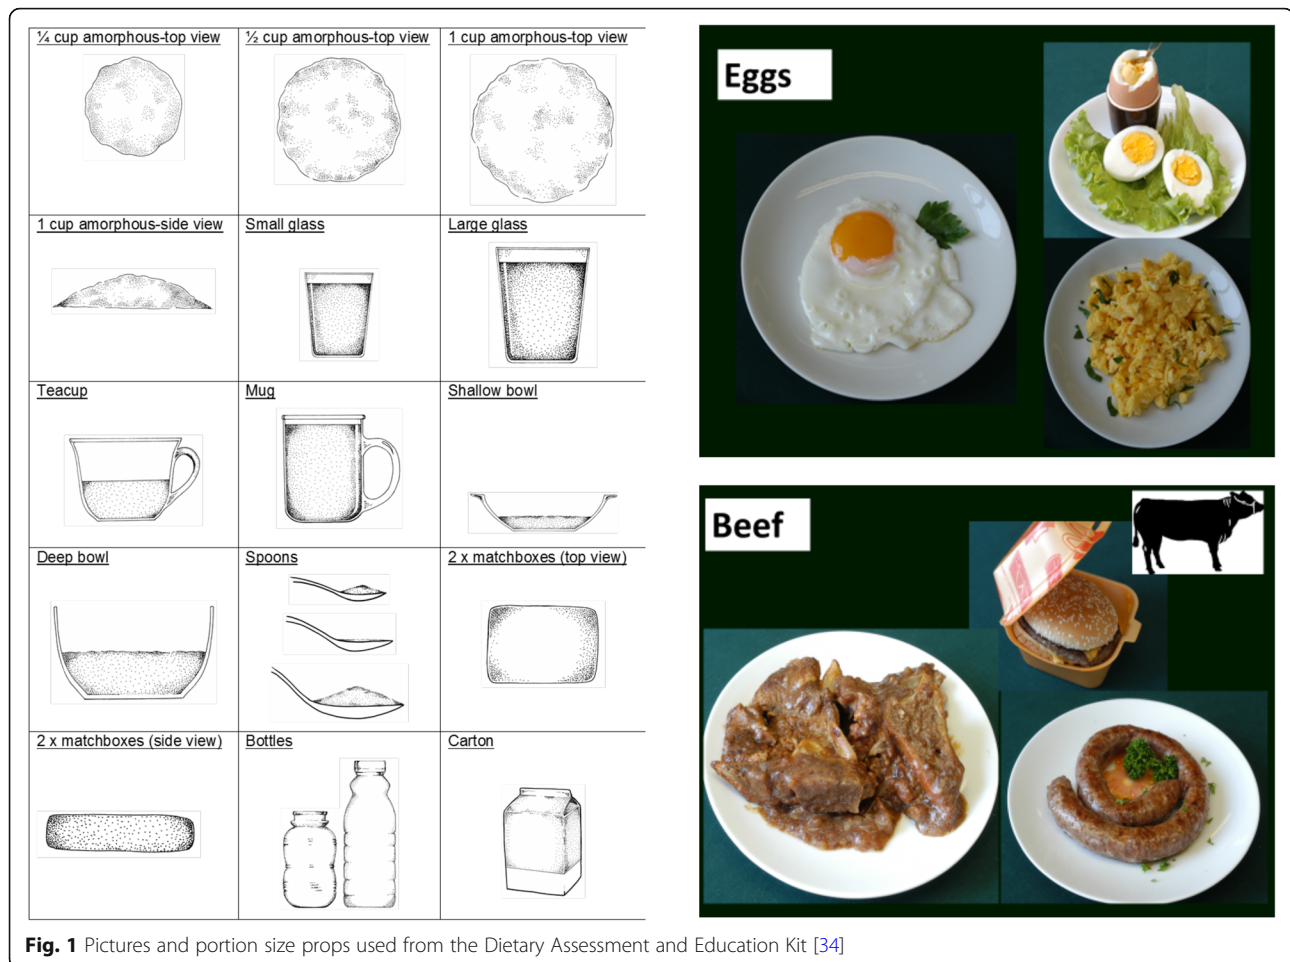 ¼ cup amorphous-top view
½ cup amorphous-top view
1 cup amorphous-top view
1 cup amorphous-side view
Small glass
Large glass
Teacup
Mug
Shallow bowl
Deep bowl
Spoons
2 x matchboxes (top view)
2 x matchboxes (side view)
Bottles
Carton
Eggs
Beef
Fig. 1 Pictures and portion size props used from the Dietary Assessment and Education Kit [34]